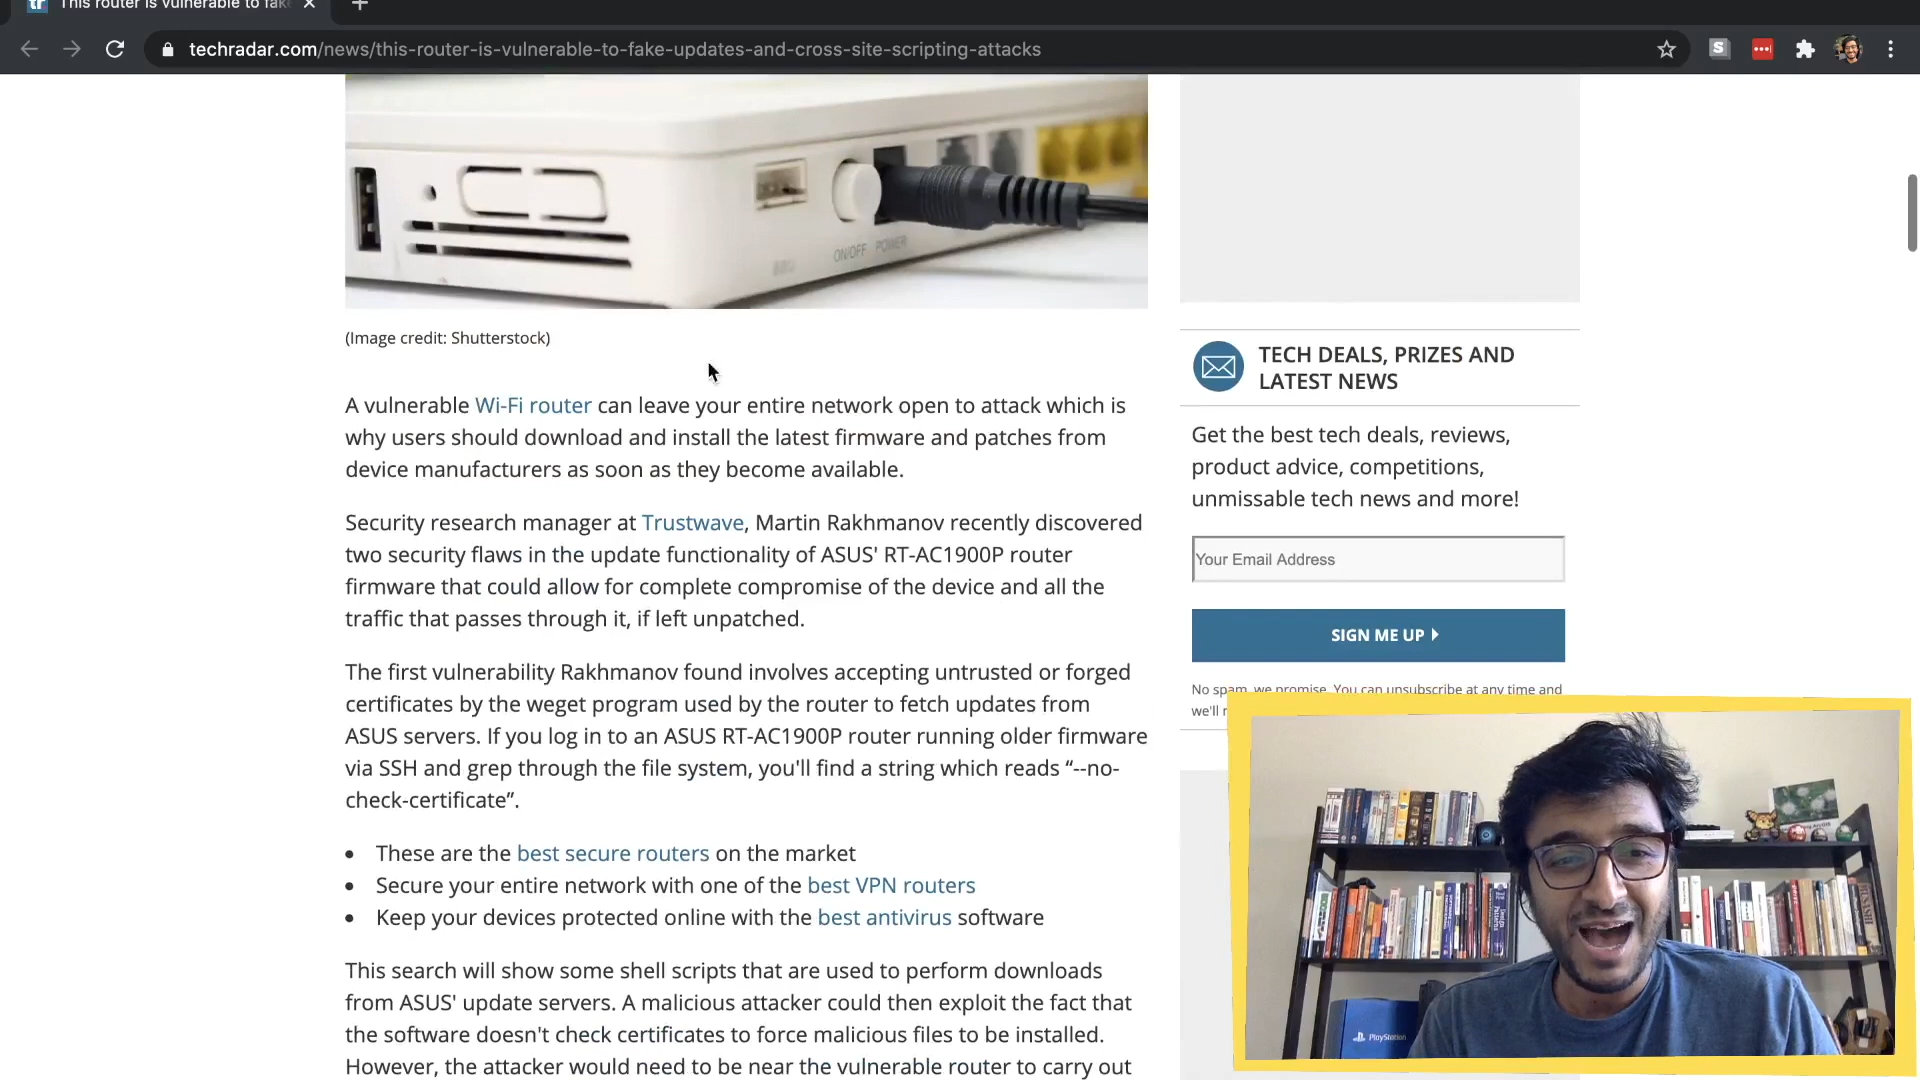 tr This router is vulnerable to fake
techradar.com/news/this-router-is-vulnerable-to-fake-updates-and-cross-site-scripting-attacks
S
ON/OFF POWER
(Image credit: Shutterstock)
A vulnerable Wi-Fi router can leave your entire network open to attack which is
why users should download and install the latest firmware and patches from
device manufacturers as soon as they become available.
Security research manager at Trustwave, Martin Rakhmanov recently discovered
two security flaws in the update functionality of ASUS' RT-AC1900P router
firmware that could allow for complete compromise of the device and all the
traffic that passes through it, if left unpatched.
The first vulnerability Rakhmanov found involves accepting untrusted or forged
certificates by the weget program used by the router to fetch updates from
ASUS servers. If you log in to an ASUS RT-AC1900P router running older firmware
via SSH and grep through the file system, you'll find a string which reads “--no-
check-certificate”.
• These are the best secure routers on the market
• Secure your entire network with one of the best VPN routers
• Keep your devices protected online with the best antivirus software
This search will show some shell scripts that are used to perform downloads
from ASUS' update servers. A malicious attacker could then exploit the fact that
the software doesn't check certificates to force malicious files to be installed.
However, the attacker would need to be near the vulnerable router to carry out
TECH DEALS, PRIZES AND
LATEST NEWS
Get the best tech deals, reviews,
product advice, competitions,
unmissable tech news and more!
Your Email Address
SIGN ME UP
No spam, we promise. You can unsubscribe at any time and
we'll
PlayStation